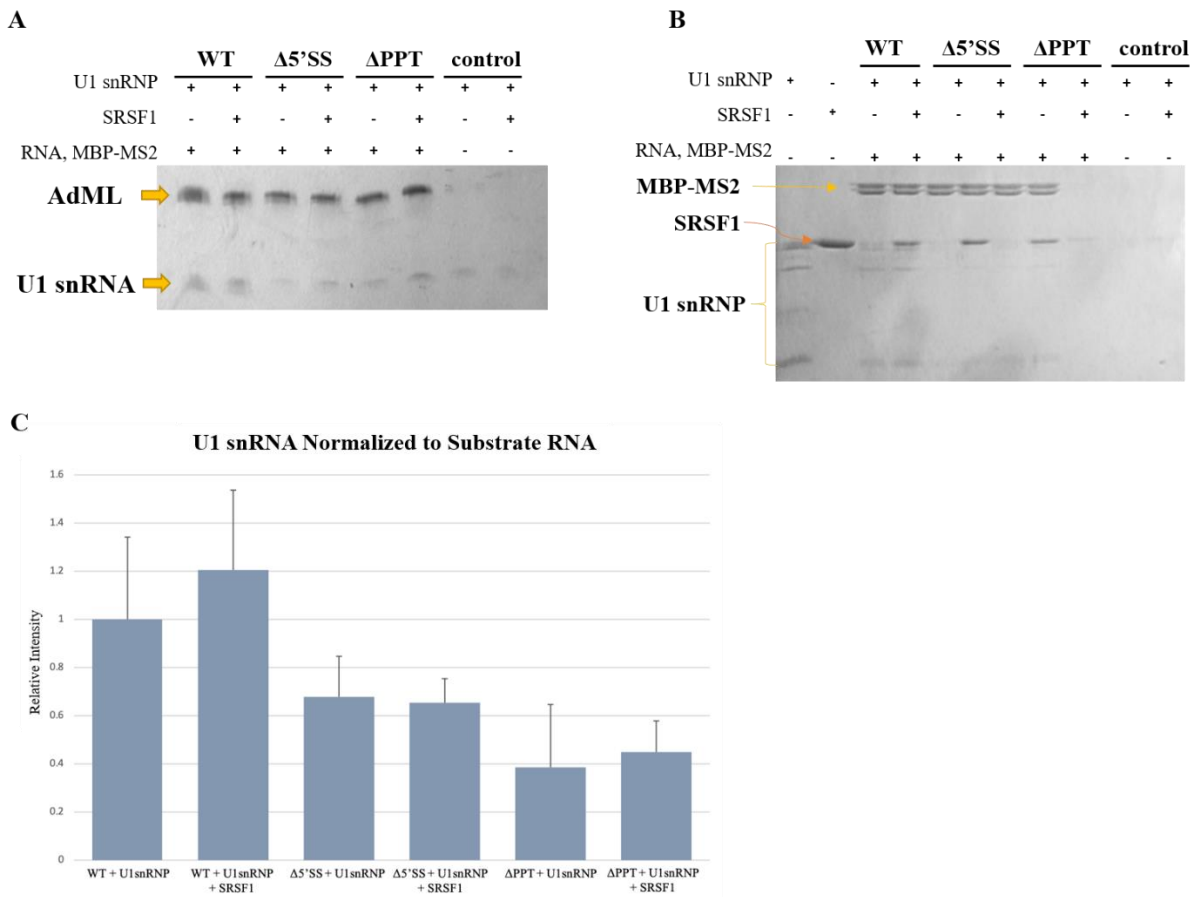 A
WT Δ5’SS ΔPPT control
U1 snRNP + + + + + + + +
SRSF1 - + - + - + - +
RNA, MBP-MS2 + + + + + + - -
AdML
U1 snRNA
B
WT Δ5’SS ΔPPT control
U1 snRNP + - + + + + + + + +
SRSF1 - + - + - + - + - +
RNA, MBP-MS2 - - + + + + + + - -
MBP-MS2
SRSF1
U1 snRNP
C
U1 snRNA Normalized to Substrate RNA
Relative Intensity
1.6
1.4
1.2
1
0.8
0.6
0.4
0.2
0
WT + U1snRNP
WT + U1snRNP
+ SRSF1
Δ5’SS + U1snRNP
Δ5’SS + U1snRNP
+ SRSF1
ΔPPT + U1snRNP
ΔPPT + U1snRNP
+ SRSF1